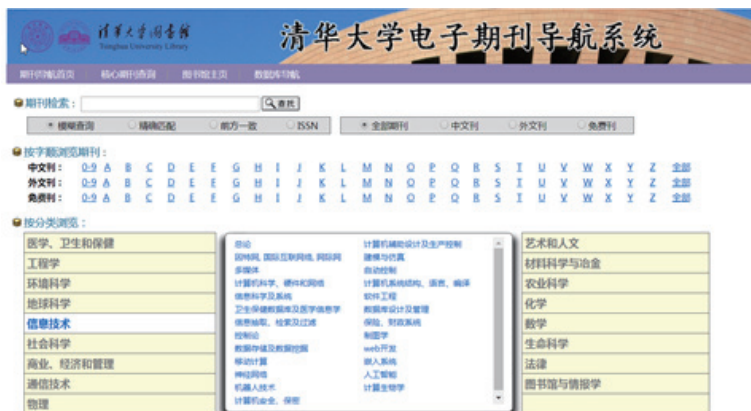 清华大学图书馆
Tsinghua University Library
清华大学电子期刊导航系统
期刊导航首页 核心期刊查询 图书馆主页 数据库导航
期刊检索： 查找
模糊查询 精确匹配 前方一致 ISSN 全部期刊 中文刊 外文刊 免费刊
按字顺浏览期刊：
中文刊： 0-9 A B C D E F G H I J K L M N O P Q R S T U V W X Y Z 全部
外文刊： 0-9 A B C D E F G H I J K L M N O P Q R S T U V W X Y Z 全部
免费刊： 0-9 A B C D E F G H I J K L M N O P Q R S T U V W X Y Z 全部
按分类浏览：
医学、卫生和保健
工程学
环境科学
地球科学
信息技术
社会科学
商业、经济和管理
通信技术
物理
总论
因特网, 国际互联网络, 网际网
多媒体
计算机科学、硬件和网络
信息科学及系统
卫生保健数据库及医学信息学
信息抽取、检索及过滤
控制论
数据存储及数据挖掘
移动计算
神经网络
机器人技术
计算机安全、保密
计算机辅助设计及生产控制
建模与仿真
自动控制
计算机系统结构、语言、编译
软件工程
数据库设计及管理
保险、财政系统
制图学
web开发
嵌入系统
人工智能
计算生物学
艺术和人文
材料科学与冶金
农业科学
化学
数学
生命科学
法律
图书馆与情报学